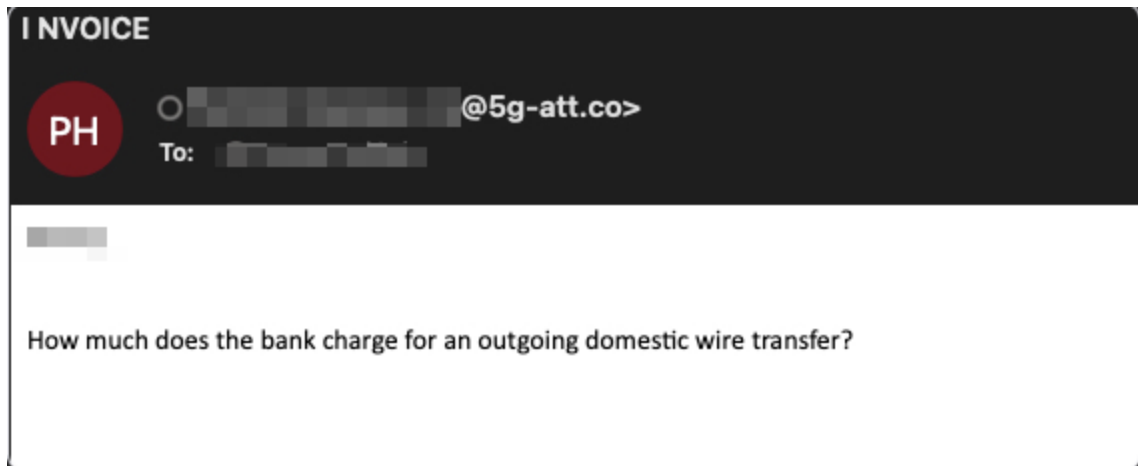 I NVOICE
PH
@5g-att.co>
To:
How much does the bank charge for an outgoing domestic wire transfer?